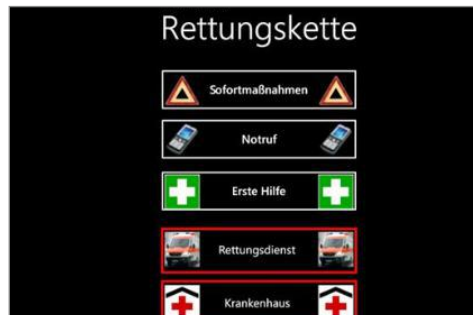 Rettungskette
Sofortmaßnahmen
Notruf
Erste Hilfe
Rettungsdienst
Krankenhaus